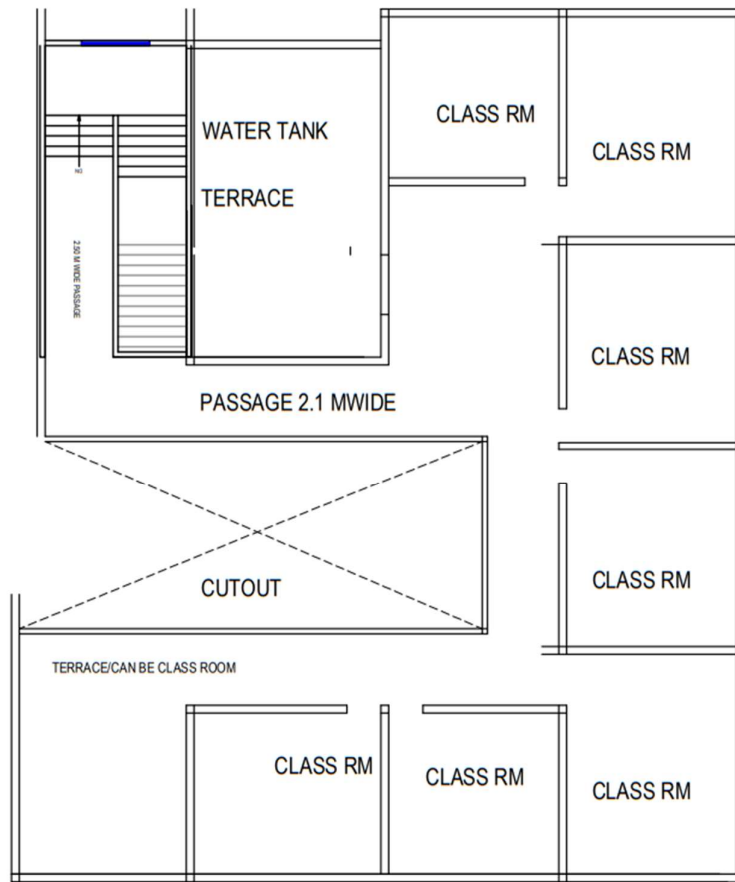 CLASS RM
WATER TANK
CLASS RM
DN
TERRACE
2.50 M WIDE PASSAGE
CLASS RM
PASSAGE 2.1 MWIDE
CUTOUT
CLASS RM
TERRACE/CAN BE CLASS ROOM
CLASS RM
CLASS RM
CLASS RM